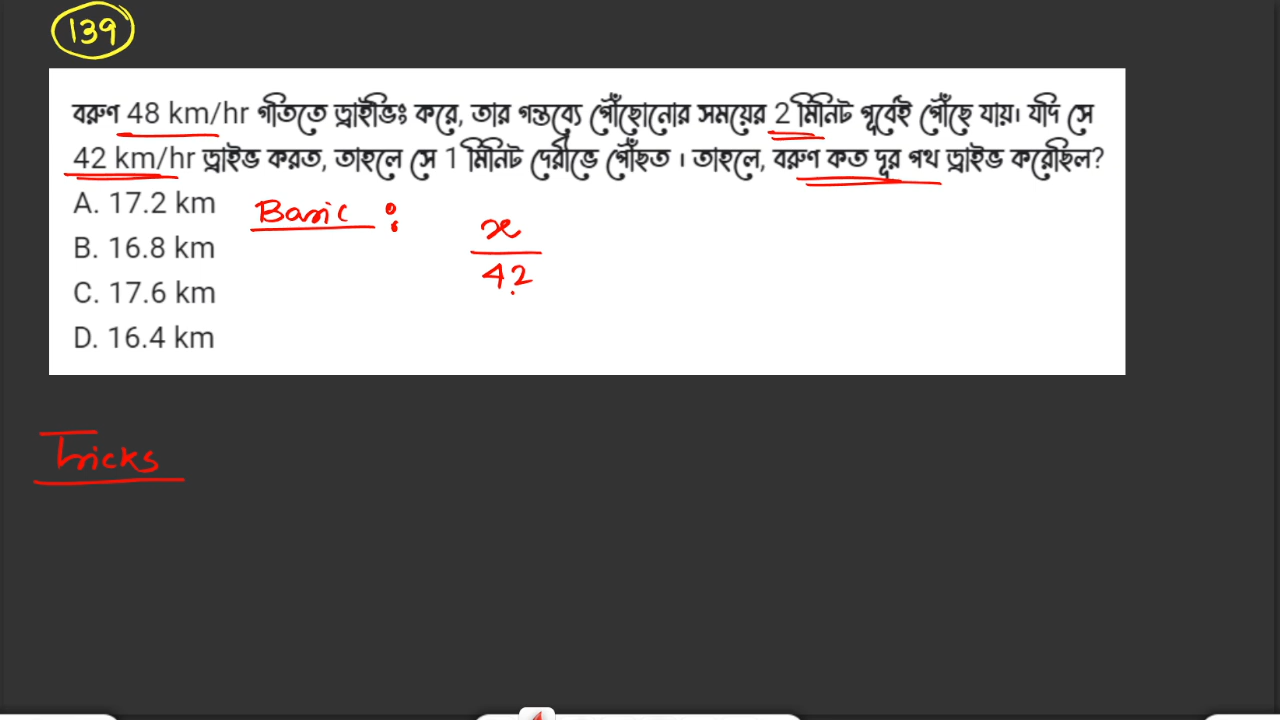 139
বরুণ 48 km/hr গতিতে ড্রাইভিং করে, তার গন্তব্যে পৌঁছোনোর সময়ের 2 মিনিট পূর্বেই পৌঁছে যায়। যদি সে
42 km/hr ড্রাইভ করত, তাহলে সে 1 মিনিট দেরীভে পৌঁছত। তাহলে, বরুণ কত দূর পথ ড্রাইভ করেছিল?
A. 17.2 km
Basic :
x
B. 16.8 km
42
C. 17.6 km
D. 16.4 km
Tricks